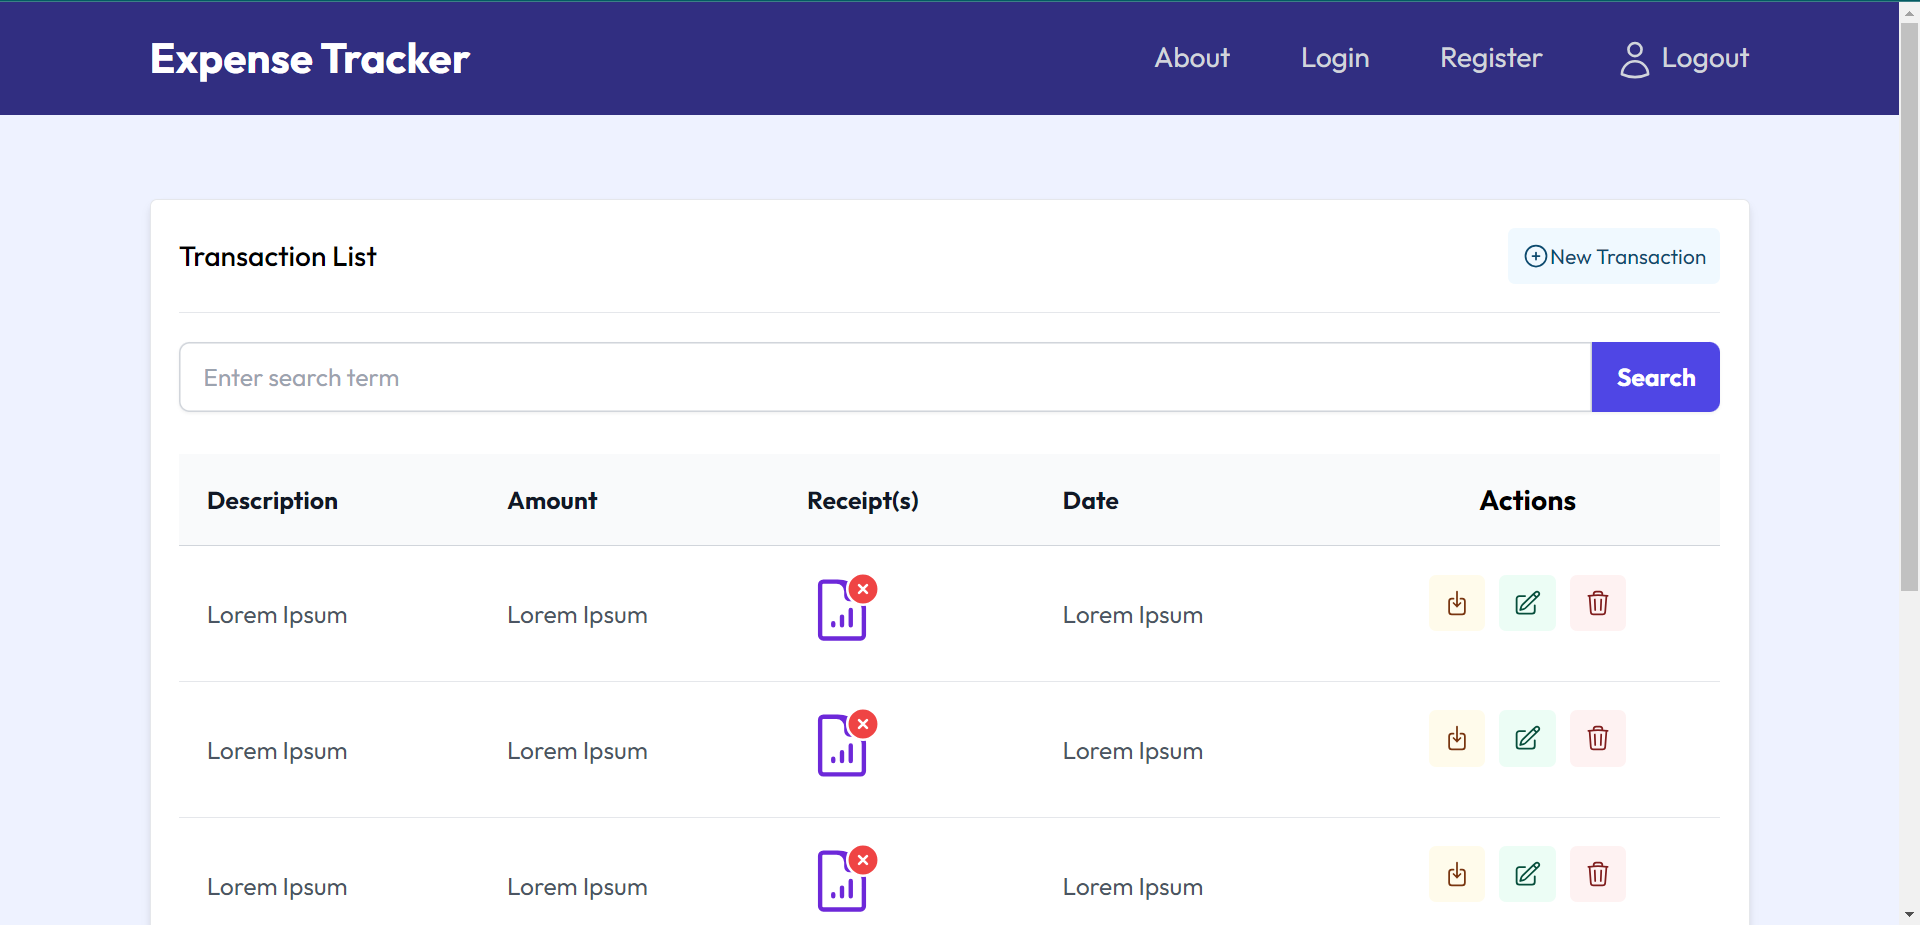 Expense Tracker About Login Register Logout
Transaction List New Transaction
Enter search term Search
Description Amount Receipt(s) Date Actions
Lorem Ipsum Lorem Ipsum Lorem Ipsum
Lorem Ipsum Lorem Ipsum Lorem Ipsum
Lorem Ipsum Lorem Ipsum Lorem Ipsum